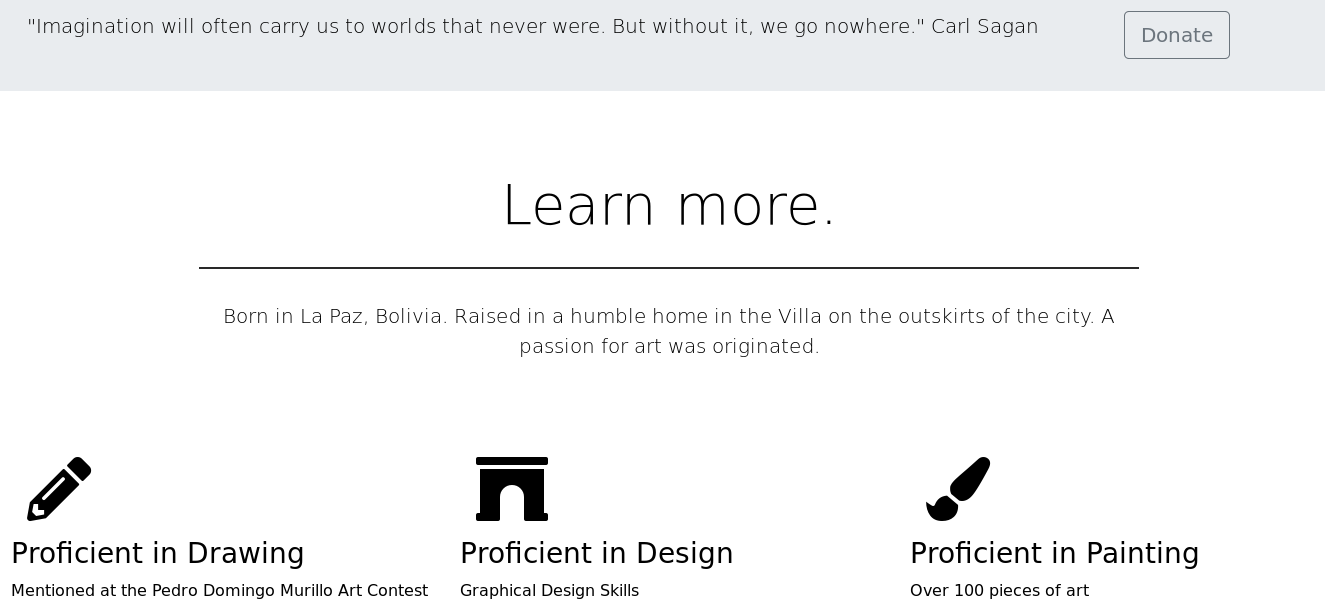 "Imagination will often carry us to worlds that never were. But without it, we go nowhere." Carl Sagan
Donate
Learn more.
Born in La Paz, Bolivia. Raised in a humble home in the Villa on the outskirts of the city. A
passion for art was originated.
Proficient in Drawing
Mentioned at the Pedro Domingo Murillo Art Contest
Proficient in Design
Graphical Design Skills
Proficient in Painting
Over 100 pieces of art